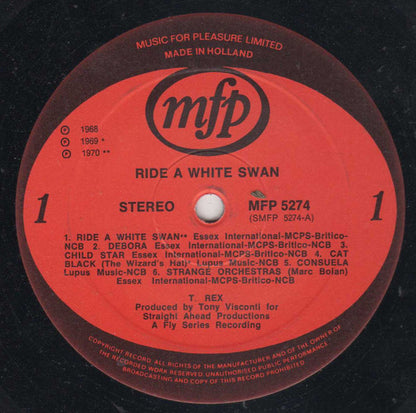 MUSIC FOR PLEASURE LIMITED
MADE IN HOLLAND
mfp
℗ 1968
℗ 1969 *
℗ 1970 **
RIDE A WHITE SWAN
1
STEREO
MFP 5274
(SMFP 5274-A)
1
1. RIDE A WHITE SWAN** Essex International-MCPS-Britico-
NCB 2. DEBORA Essex International-MCPS-Britico-NCB 3.
CHILD STAR Essex International-MCPS-Britico-NCB 4. CAT
BLACK (The Wizard's Hat)* Lupus Music-NCB 5. CONSUELA
Lupus Music-NCB 6. STRANGE ORCHESTRAS (Marc Bolan)
Essex International-MCPS-Britico-NCB
T. REX
Produced by Tony Visconti for
Straight Ahead Productions
A Fly Series Recording
COPYRIGHT RECORD. ALL RIGHTS OF THE MANUFACTURER AND OF THE OWNER OF
THE RECORDED WORK RESERVED. UNAUTHORISED PUBLIC PERFORMANCE
BROADCASTING AND COPY OF THIS RECORD PROHIBITED